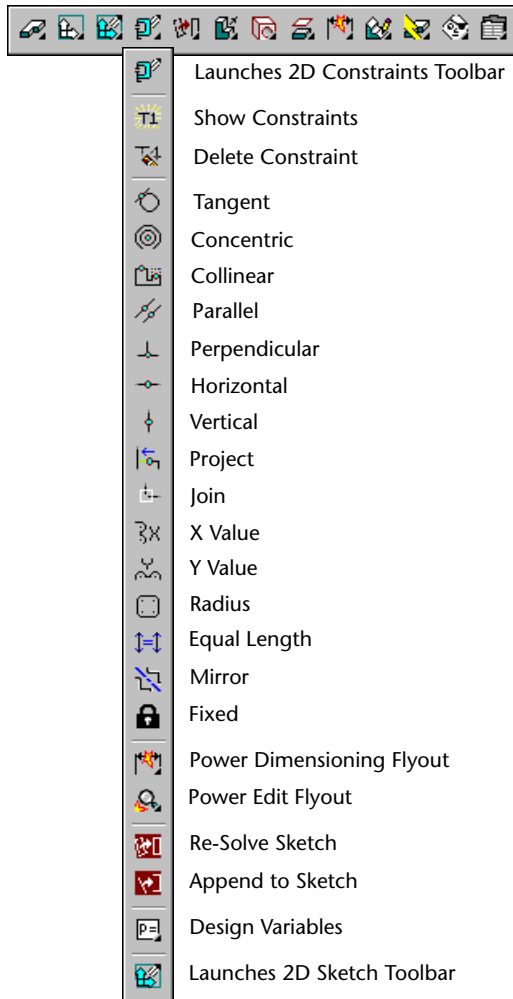 Launches 2D Constraints Toolbar
T1 Show Constraints
Delete Constraint
Tangent
Concentric
Collinear
Parallel
Perpendicular
Horizontal
Vertical
Project
Join
X X Value
Y Y Value
Radius
Equal Length
Mirror
Fixed
Power Dimensioning Flyout
Power Edit Flyout
Re-Solve Sketch
Append to Sketch
P= Design Variables
Launches 2D Sketch Toolbar